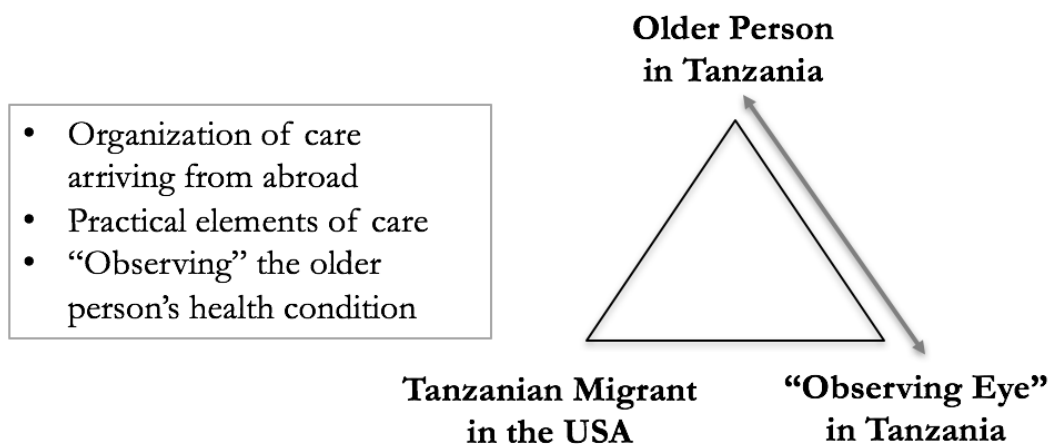 • Organization of care
arriving from abroad
• Practical elements of care
• “Observing” the older
person’s health condition
Older Person
in Tanzania
Tanzanian Migrant
in the USA
“Observing Eye”
in Tanzania